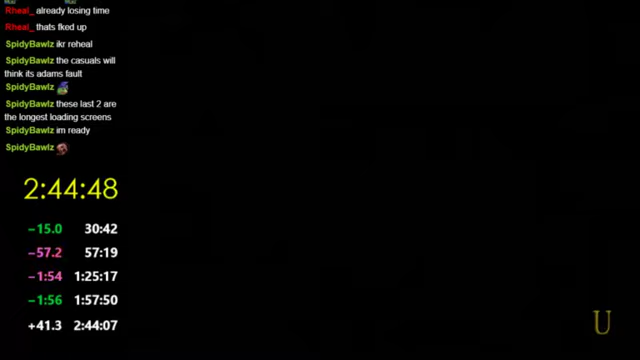 Rheal_ already losing time
Rheal_ thats fked up
SpidyBawlz ikr reheal
SpidyBawlz the casuals will
think its adams fault
SpidyBawlz
SpidyBawlz these last 2 are
the longest loading screens
SpidyBawlz im ready
SpidyBawlz
2:44:48
−15.0 30:42
−57.2 57:19
−1:54 1:25:17
−1:56 1:57:50
+41.3 2:44:07
U